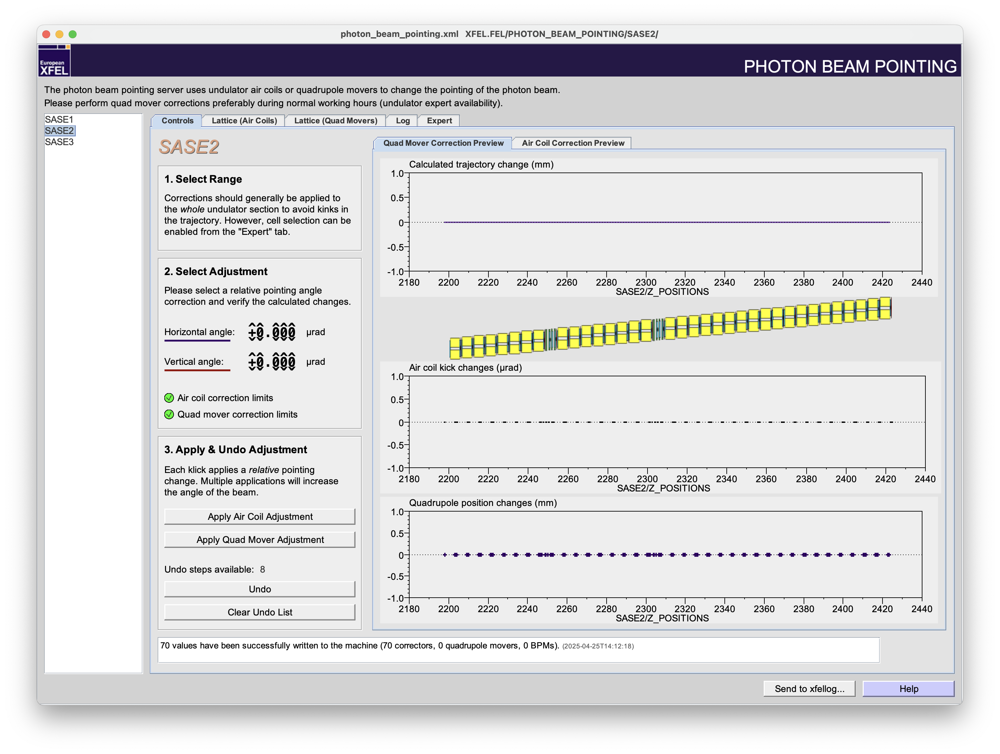 photon_beam_pointing.xml XFEL.FEL/PHOTON_BEAM_POINTING/SASE2/
European
XFEL
PHOTON BEAM POINTING
The photon beam pointing server uses undulator air coils or quadrupole movers to change the pointing of the photon beam.
Please perform quad mover corrections preferably during normal working hours (undulator expert availability).
SASE1
SASE2
SASE3
Controls
Lattice (Air Coils)
Lattice (Quad Movers)
Log
Expert
SASE2
1. Select Range
Corrections should generally be applied to
the whole undulator section to avoid kinks in
the trajectory. However, cell selection can be
enabled from the "Expert" tab.
2. Select Adjustment
Please select a relative pointing angle
correction and verify the calculated changes.
Horizontal angle: +0.000 µrad
Vertical angle: +0.000 µrad
Air coil correction limits
Quad mover correction limits
3. Apply & Undo Adjustment
Each klick applies a relative pointing
change. Multiple applications will increase
the angle of the beam.
Apply Air Coil Adjustment
Apply Quad Mover Adjustment
Undo steps available: 8
Undo
Clear Undo List
Quad Mover Correction Preview
Air Coil Correction Preview
Calculated trajectory change (mm)
1.0
0.5
0
-0.5
-1.0
2180 2200 2220 2240 2260 2280 2300 2320 2340 2360 2380 2400 2420 2440
SASE2/Z_POSITIONS
Air coil kick changes (µrad)
1.0
0.5
0
-0.5
-1.0
2180 2200 2220 2240 2260 2280 2300 2320 2340 2360 2380 2400 2420 2440
SASE2/Z_POSITIONS
Quadrupole position changes (mm)
1.0
0.5
0
-0.5
-1.0
2180 2200 2220 2240 2260 2280 2300 2320 2340 2360 2380 2400 2420 2440
SASE2/Z_POSITIONS
70 values have been successfully written to the machine (70 correctors, 0 quadrupole movers, 0 BPMs). (2025-04-25T14:12:18)
Send to xfellog...
Help